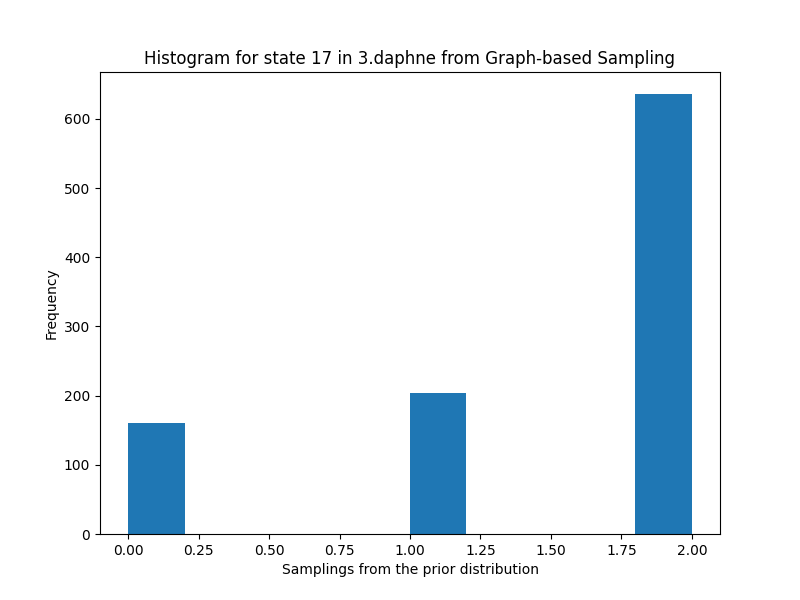 Histogram for state 17 in 3.daphne from Graph-based Sampling
600
500
400
300
200
100
0
Frequency
0.00 0.25 0.50 0.75 1.00 1.25 1.50 1.75 2.00
Samplings from the prior distribution